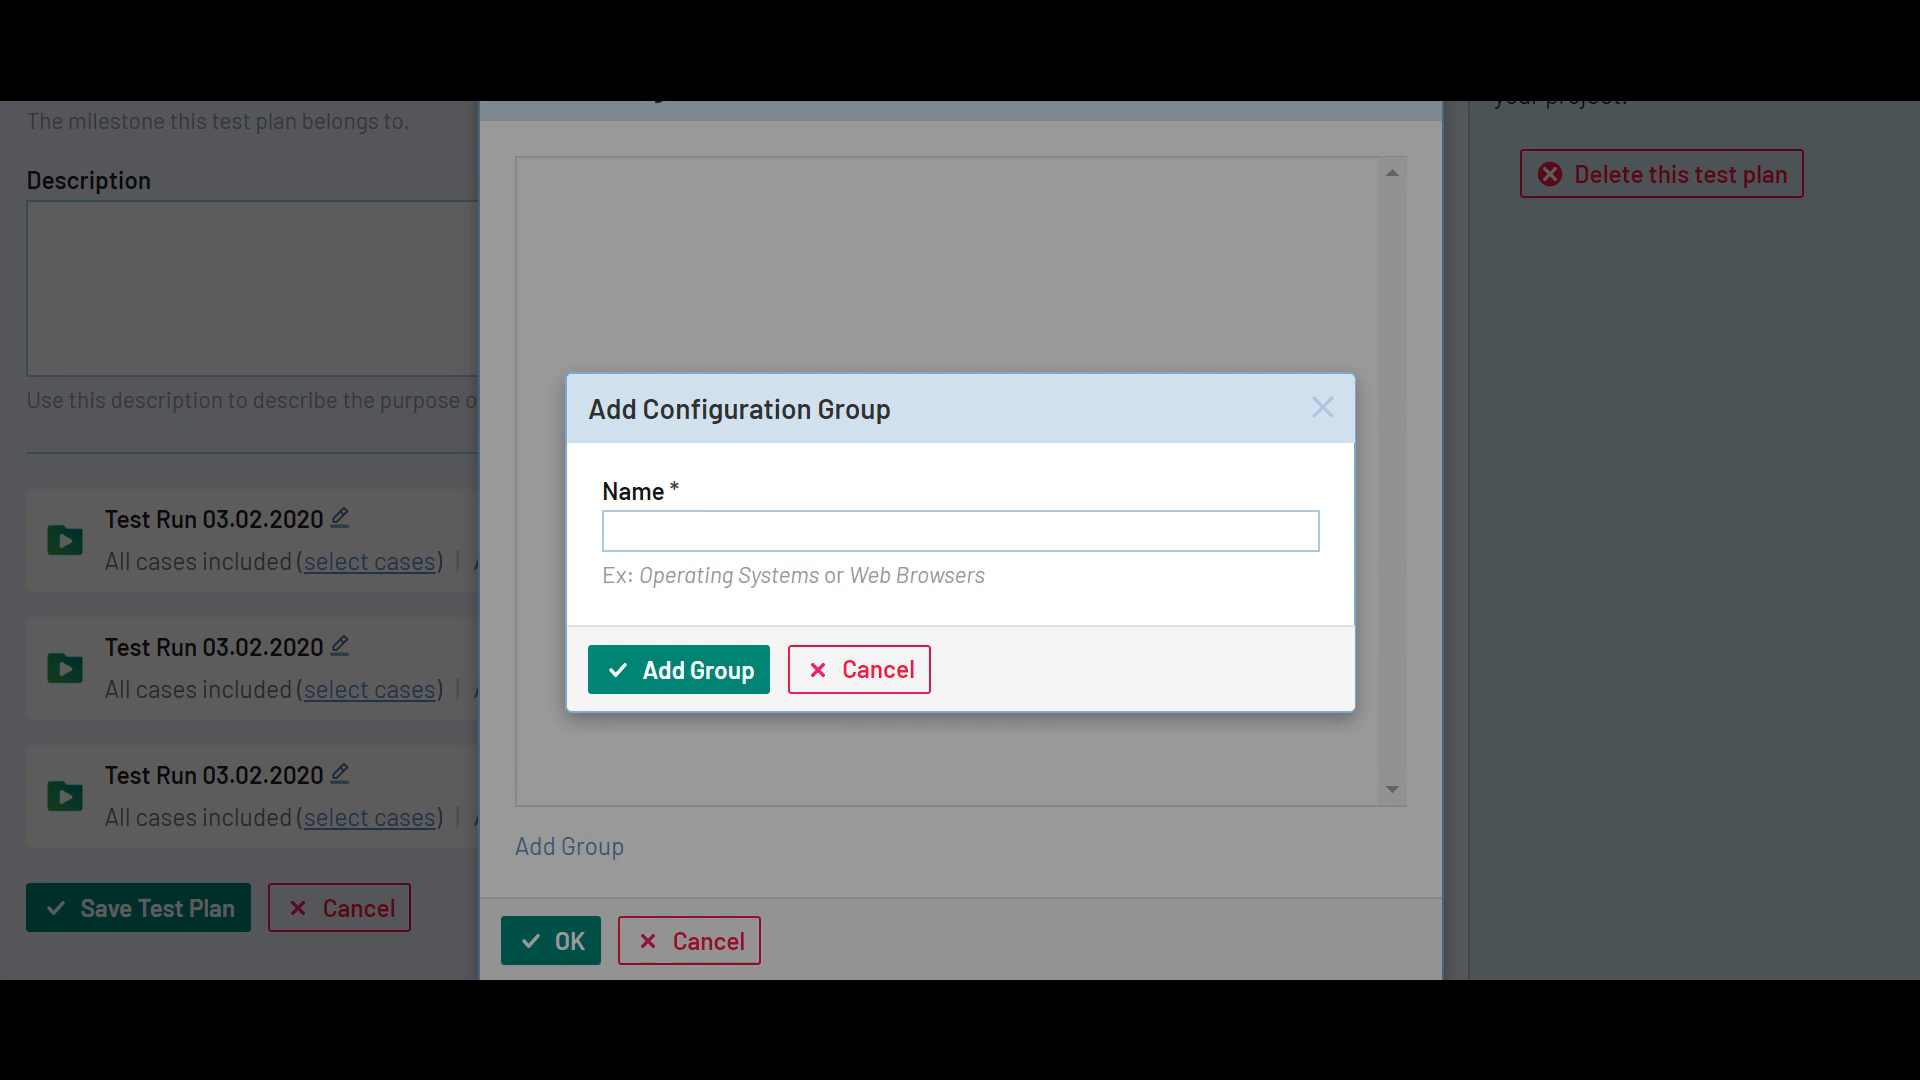 The milestone this test plan belongs to.
Description
Use this description to describe the purpose o
Test Run 03.02.2020
All cases included (select cases) |
Test Run 03.02.2020
All cases included (select cases) |
Test Run 03.02.2020
All cases included (select cases) |
Save Test Plan
Cancel
Add Configuration Group
Name *
Ex: Operating Systems or Web Browsers
Add Group
Cancel
Add Group
OK
Cancel
your project.
Delete this test plan